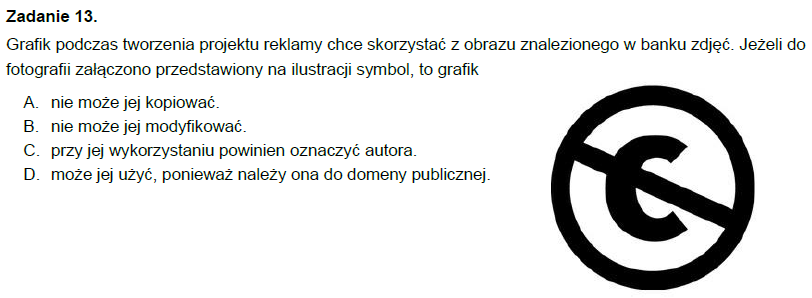 Zadanie 13.
Grafik podczas tworzenia projektu reklamy chce skorzystać z obrazu znalezionego w banku zdjęć. Jeżeli do
fotografii załączono przedstawiony na ilustracji symbol, to grafik
A. nie może jej kopiować.
B. nie może jej modyfikować.
C. przy jej wykorzystaniu powinien oznaczyć autora.
D. może jej użyć, ponieważ należy ona do domeny publicznej.
C